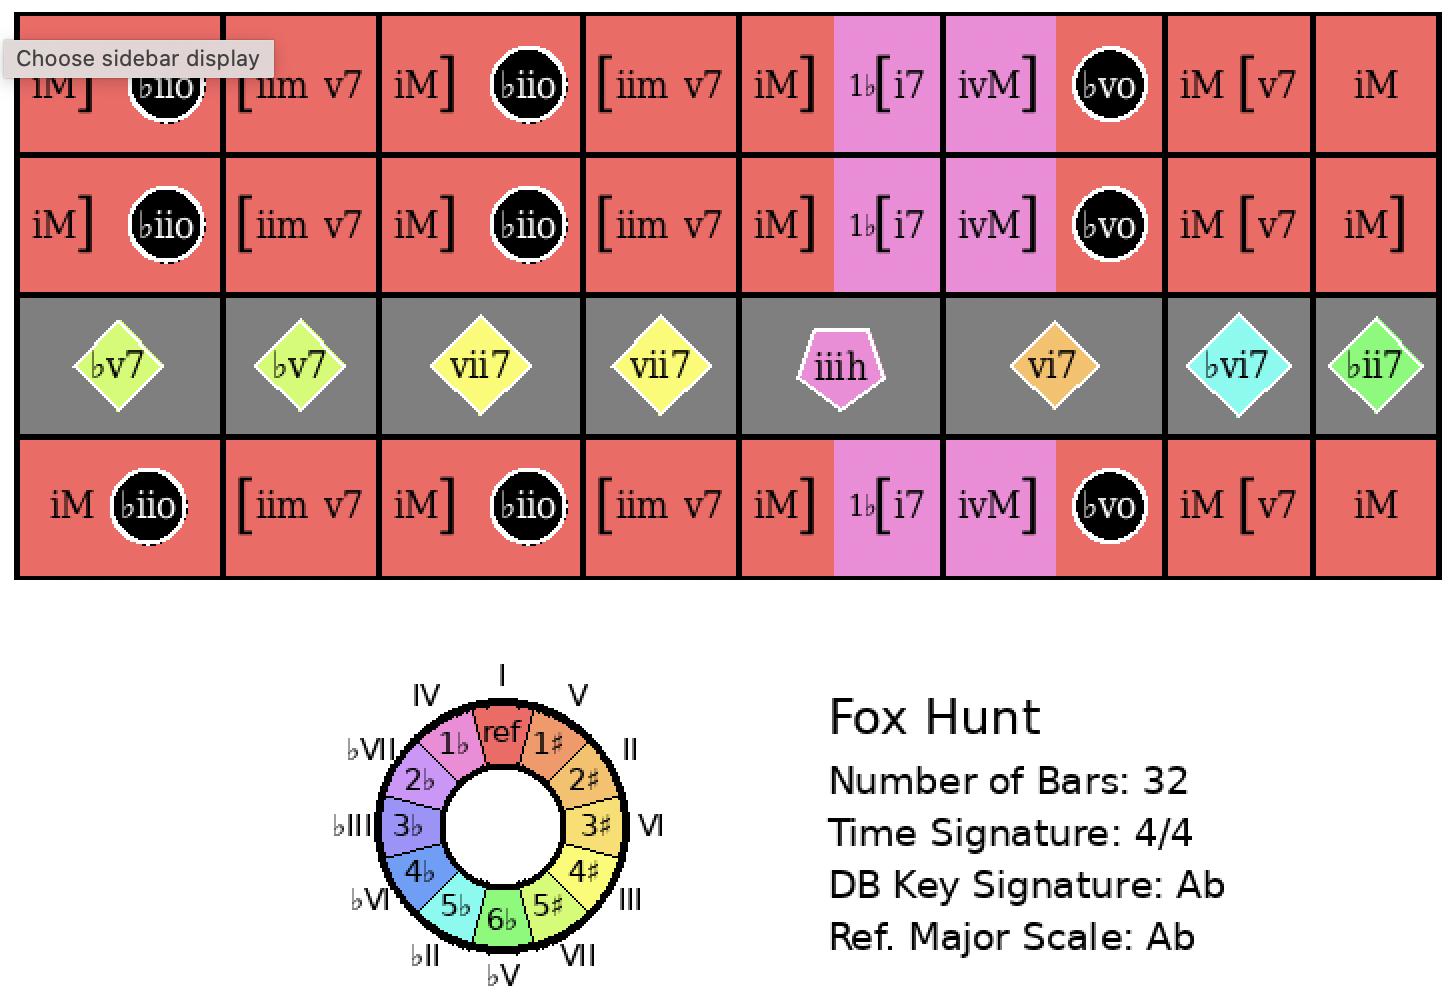 Choose sidebar display
iM] ♭iio [iim v7 iM] ♭iio [iim v7 iM] 1♭[i7 ivM] ♭vo iM [v7 iM
iM] ♭iio [iim v7 iM] ♭iio [iim v7 iM] 1♭[i7 ivM] ♭vo iM [v7 iM]
♭v7 ♭v7 vii7 vii7 iiih vi7 ♭vi7 ♭ii7
iM ♭iio [iim v7 iM] ♭iio [iim v7 iM] 1♭[i7 ivM] ♭vo iM [v7 iM
I
IV V
♭VII II
♭III VI
♭VI III
♭II VII
♭V
ref
1♭ 1♯
2♭ 2♯
3♭ 3♯
4♭ 4♯
5♭ 5♯
6♭
Fox Hunt
Number of Bars: 32
Time Signature: 4/4
DB Key Signature: Ab
Ref. Major Scale: Ab